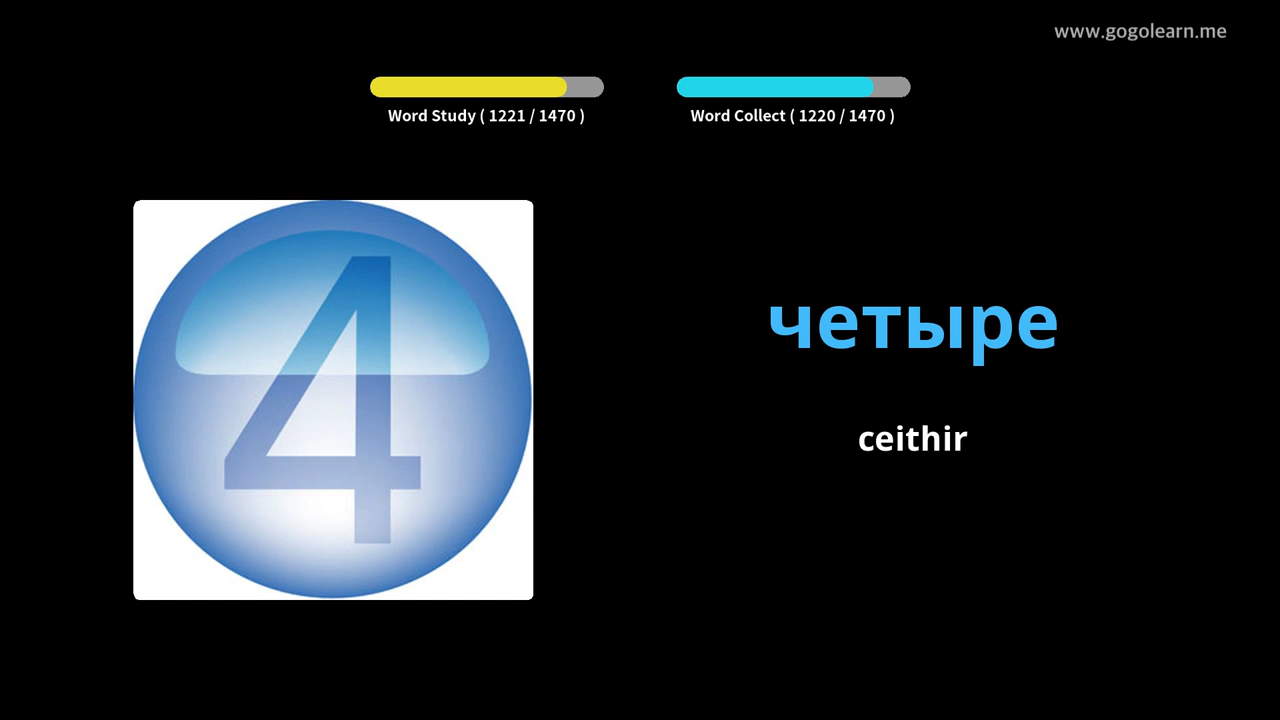 www.gogolearn.me
Word Study ( 1221 / 1470 )
Word Collect ( 1220 / 1470 )
4
четыре
ceithir